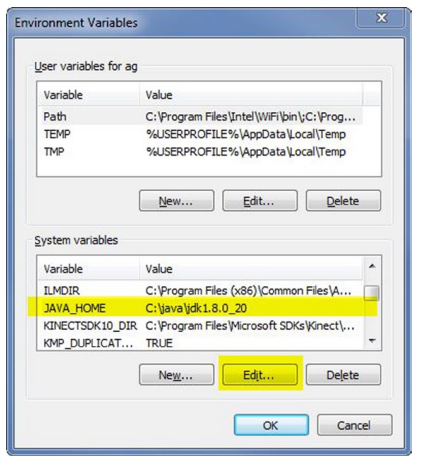 Environment Variables
User variables for ag
Variable Value
Path C:\Program Files\Intel\WiFi\bin\;C:\Prog...
TEMP %USERPROFILE%\AppData\Local\Temp
TMP %USERPROFILE%\AppData\Local\Temp
New... Edit... Delete
System variables
Variable Value
ILMDIR C:\Program Files (x86)\Common Files\A...
JAVA_HOME C:\java\jdk1.8.0_20
KINECTSDK10_DIR C:\Program Files\Microsoft SDKs\Kinect\...
KMP_DUPLICAT... TRUE
New... Edit... Delete
OK Cancel